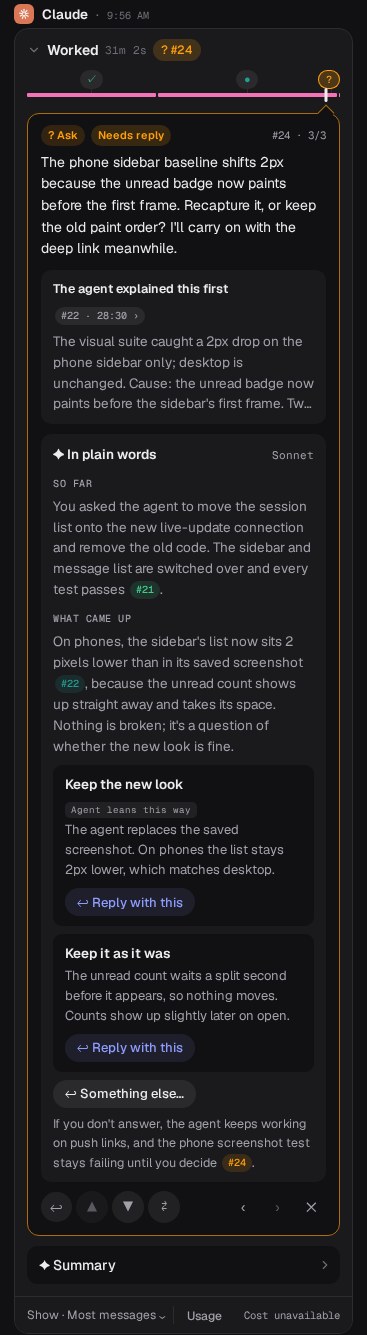 Claude · 9:56 AM
Worked 31m 2s ? #24
? Ask Needs reply #24 · 3/3
The phone sidebar baseline shifts 2px
because the unread badge now paints
before the first frame. Recapture it, or keep
the old paint order? I'll carry on with the
deep link meanwhile.
The agent explained this first
#22 · 28:30 ›
The visual suite caught a 2px drop on the
phone sidebar only; desktop is
unchanged. Cause: the unread badge now
paints before the sidebar's first frame. Tw…
In plain words Sonnet
SO FAR
You asked the agent to move the session
list onto the new live-update connection
and remove the old code. The sidebar and
message list are switched over and every
test passes #21.
WHAT CAME UP
On phones, the sidebar's list now sits 2
pixels lower than in its saved screenshot
#22, because the unread count shows
up straight away and takes its space.
Nothing is broken; it's a question of
whether the new look is fine.
Keep the new look
Agent leans this way
The agent replaces the saved
screenshot. On phones the list stays
2px lower, which matches desktop.
↩ Reply with this
Keep it as it was
The unread count waits a split second
before it appears, so nothing moves.
Counts show up slightly later on open.
↩ Reply with this
↩ Something else…
If you don't answer, the agent keeps working
on push links, and the phone screenshot test
stays failing until you decide #24.
Summary
Show · Most messages Usage Cost unavailable